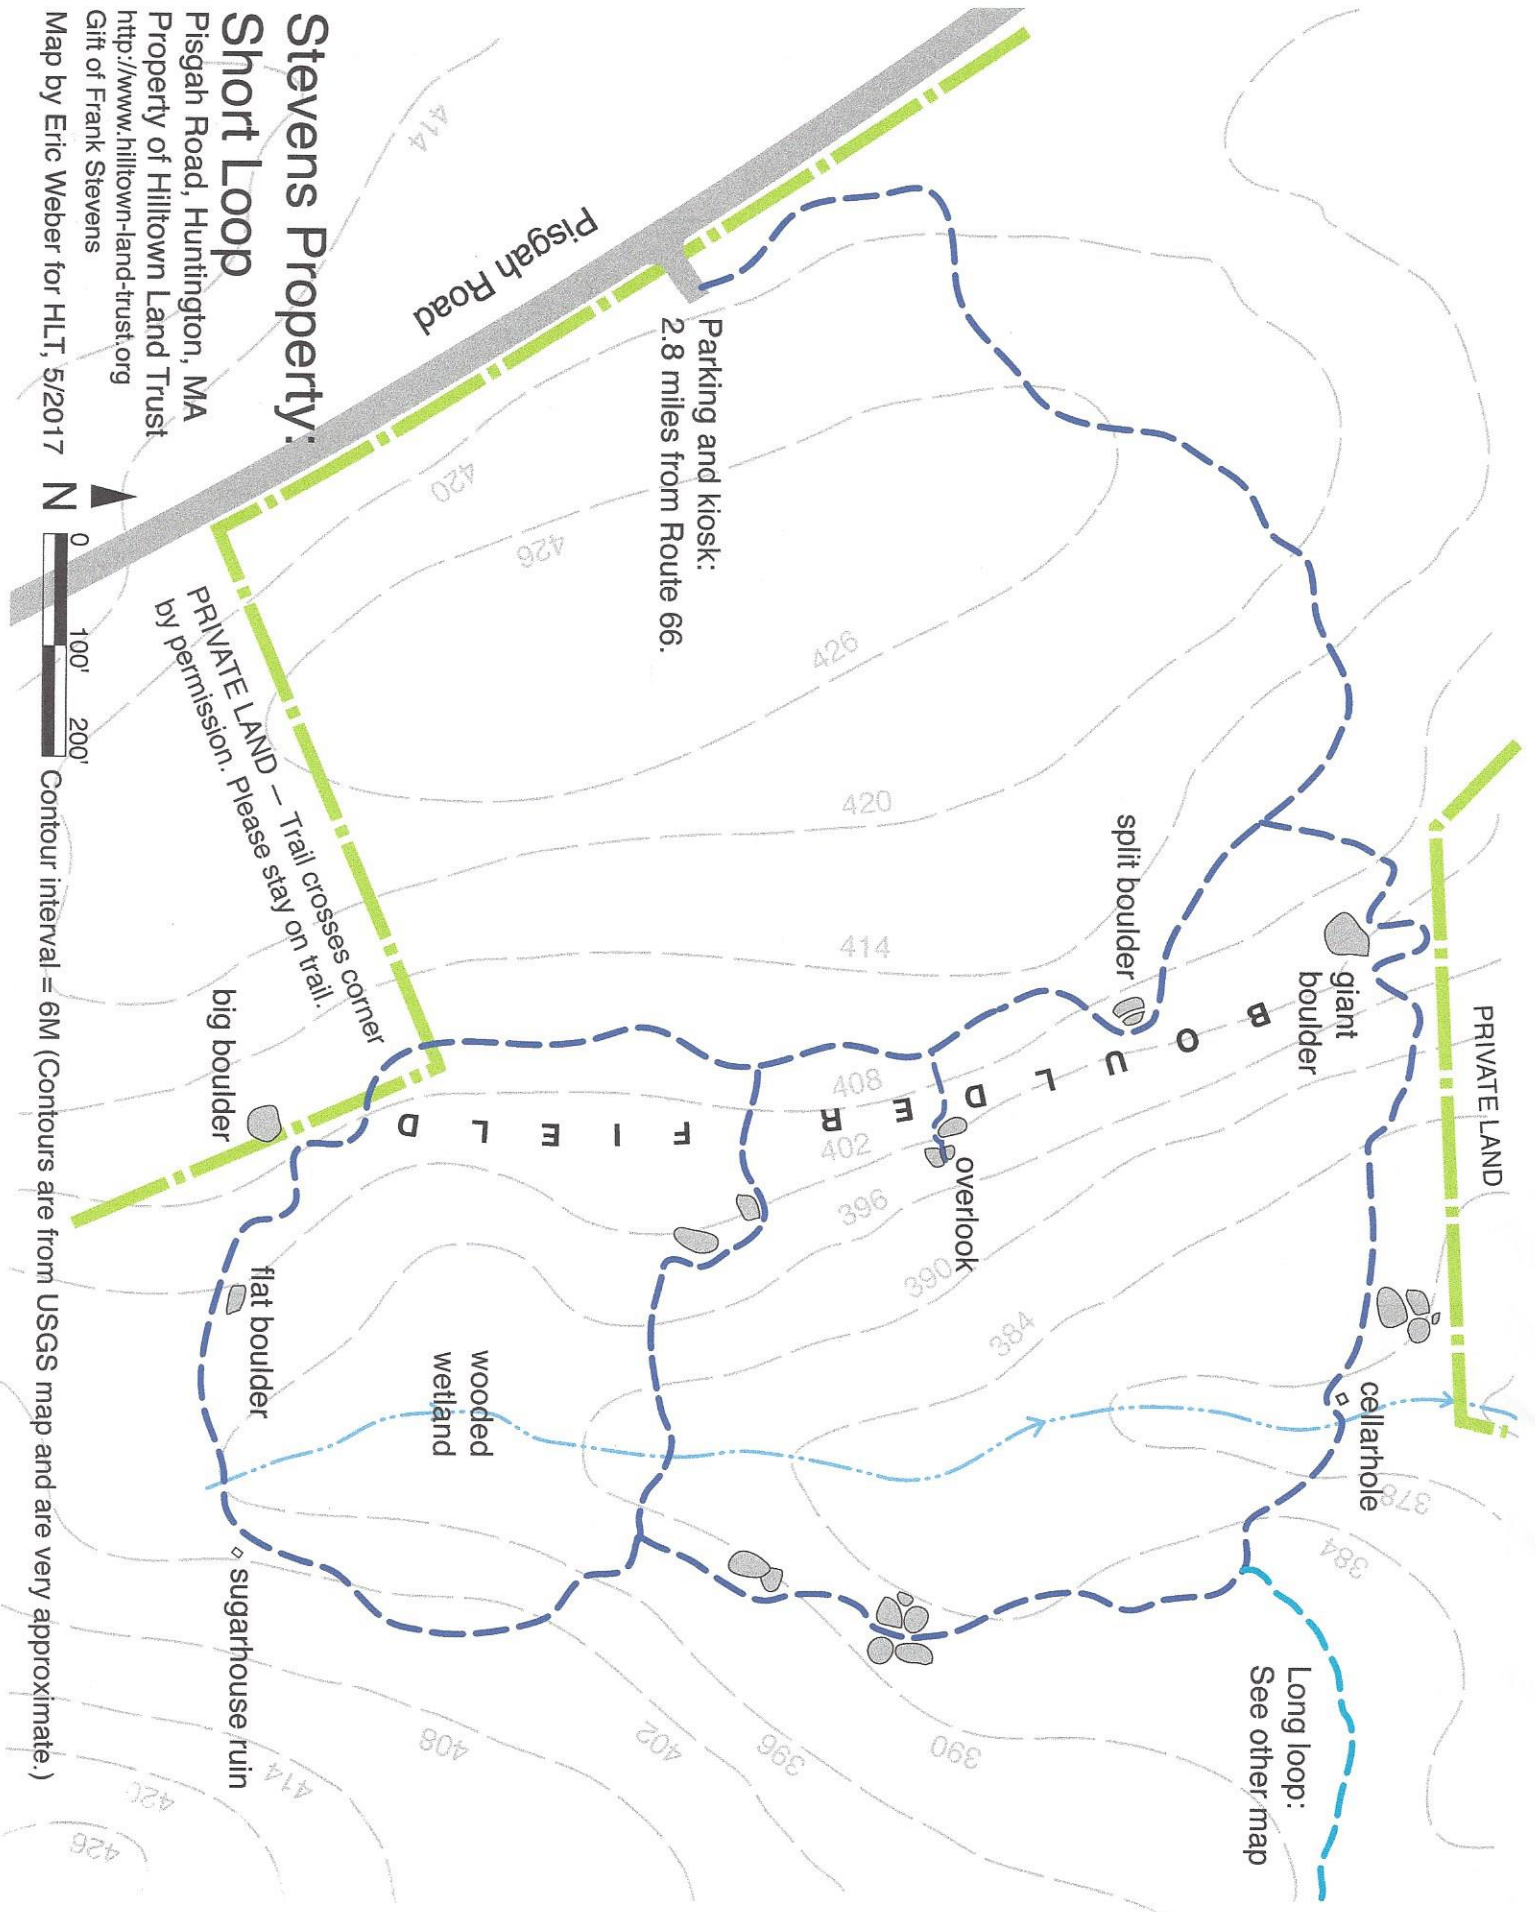 Stevens Property:
Short Loop
Pisgah Road, Huntington, MA
Property of Hilltown Land Trust
http://www.hilltown-land-trust.org
Gift of Frank Stevens
Map by Eric Weber for HLT, 5/2017
N
0 100' 200'
Contour interval = 6M (Contours are from USGS map and are very approximate.)
Pisgah Road
Parking and kiosk:
2.8 miles from Route 66.
PRIVATE LAND – Trail crosses corner
by permission. Please stay on trail.
PRIVATE LAND
split boulder
giant
boulder
BOULDER FIELD
overlook
big boulder
flat boulder
wooded
wetland
cellarhole
sugarhouse ruin
Long loop:
See other map
414
420
426
426
420
414
408
402
396
390
384
378
384
390
396
402
408
414
420
426